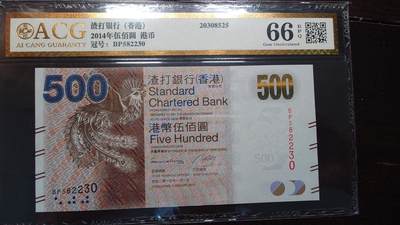 ACG
AI CANG GUARANTY
渣打银行（香港）
2014年伍佰圆 港币
冠号： BP582230
20308525
66 EPQ
Gem Uncirculated
500
渣打銀行(香港)
Standard
Chartered Bank
港幣伍佰圓
Five Hundred
500
BP582230
BP582230